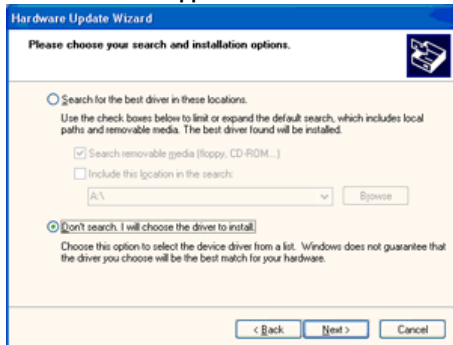 Hardware Update Wizard
Please choose your search and installation options.
Search for the best driver in these locations.
Use the check boxes below to limit or expand the default search, which includes local
paths and removable media. The best driver found will be installed.
Search removable media (floppy, CD-ROM...)
Include this location in the search:
A:\
Browse
Don't search. I will choose the driver to install.
Choose this option to select the device driver from a list. Windows does not guarantee that
the driver you choose will be the best match for your hardware.
< Back Next > Cancel